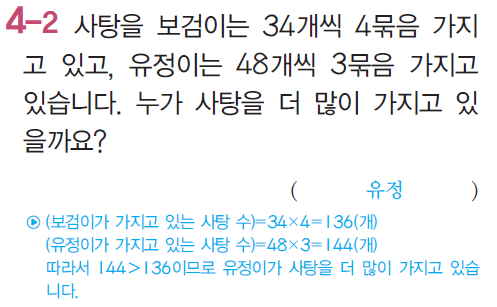 4-2 사탕을 보검이는 34개씩 4묶음 가지
고 있고, 유정이는 48개씩 3묶음 가지고
있습니다. 누가 사탕을 더 많이 가지고 있
을까요?
( 유정 )
(보검이가 가지고 있는 사탕 수)=34×4=136(개)
(유정이가 가지고 있는 사탕 수)=48×3=144(개)
따라서 144>136이므로 유정이가 사탕을 더 많이 가지고 있습
니다.